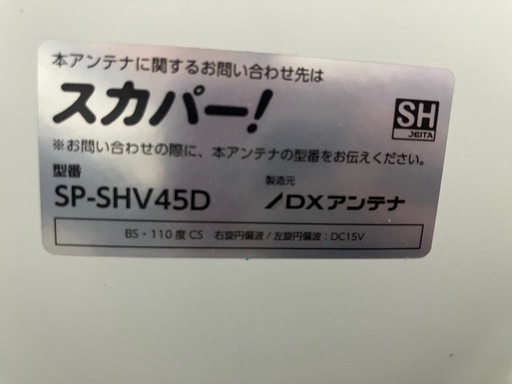 本アンテナに関するお問い合わせ先は
スカパー!
SH
JEITA
※お問い合わせの際に、本アンテナの型番をお伝えください。
型番
SP-SHV45D
製造元
DXアンテナ
BS・110度CS 右旋円偏波/左旋円偏波:DC15V